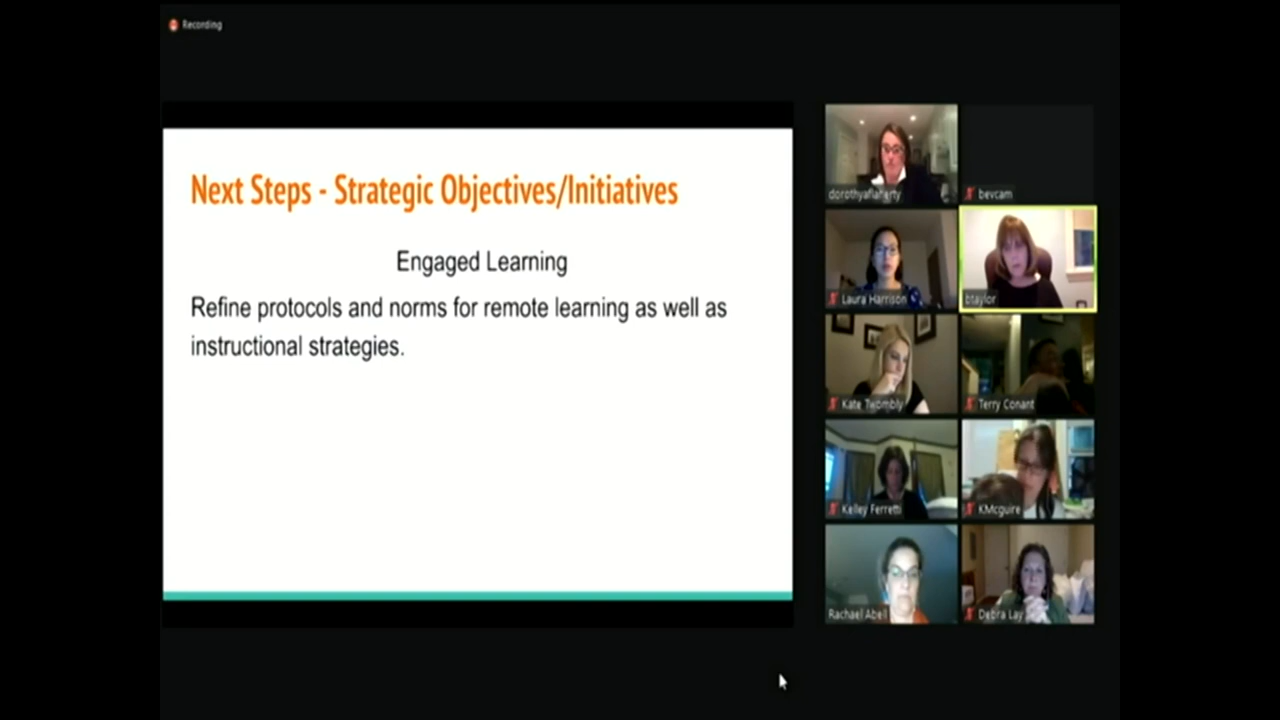 Recording
Next Steps - Strategic Objectives/Initiatives
Engaged Learning
Refine protocols and norms for remote learning as well as
instructional strategies.
dorothyaflaherty
bevcam
Laura Harrison
btaylor
Kate Twombly
Terry Conant
Kelley Ferretti
KMcguire
Rachael Abell
Debra Lay